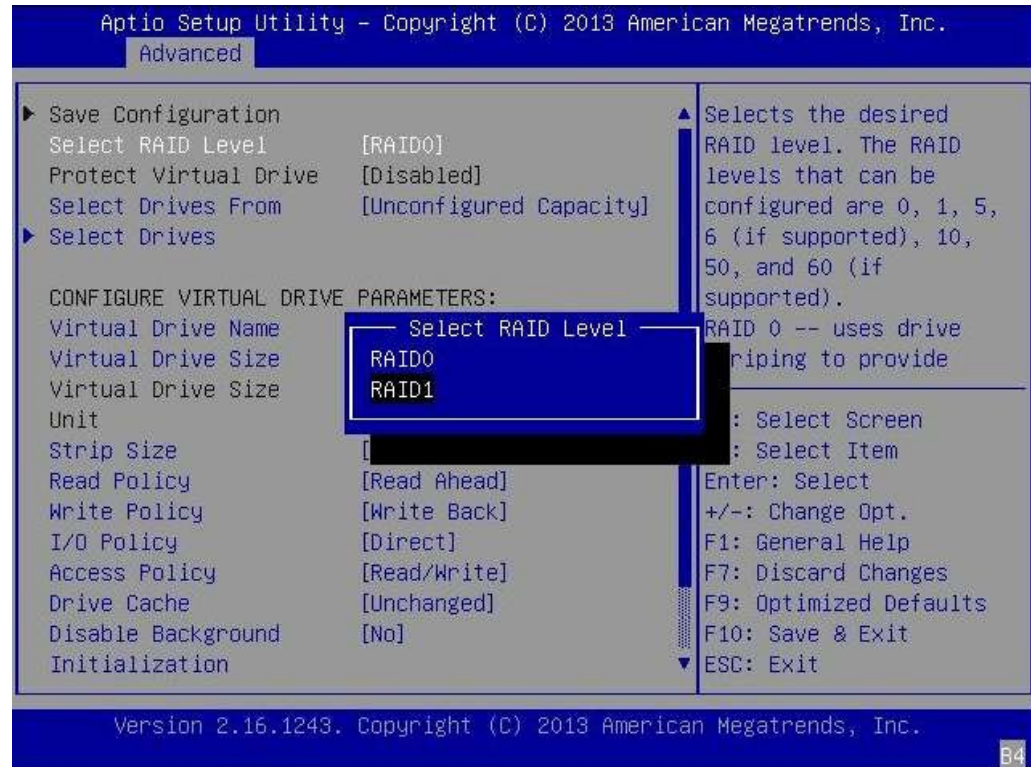 Aptio Setup Utility – Copyright (C) 2013 American Megatrends, Inc.
Advanced
Save Configuration
Select RAID Level [RAID0]
Protect Virtual Drive [Disabled]
Select Drives From [Unconfigured Capacity]
Select Drives
CONFIGURE VIRTUAL DRIVE PARAMETERS:
Virtual Drive Name
Virtual Drive Size
Virtual Drive Size
Unit
Strip Size [
Read Policy [Read Ahead]
Write Policy [Write Back]
I/O Policy [Direct]
Access Policy [Read/Write]
Drive Cache [Unchanged]
Disable Background [No]
Initialization
Select RAID Level
RAID0
RAID1
Selects the desired
RAID level. The RAID
levels that can be
configured are 0, 1, 5,
6 (if supported), 10,
50, and 60 (if
supported).
RAID 0 -- uses drive
riping to provide
: Select Screen
: Select Item
Enter: Select
+/-: Change Opt.
F1: General Help
F7: Discard Changes
F9: Optimized Defaults
F10: Save & Exit
ESC: Exit
Version 2.16.1243. Copyright (C) 2013 American Megatrends, Inc.
B4